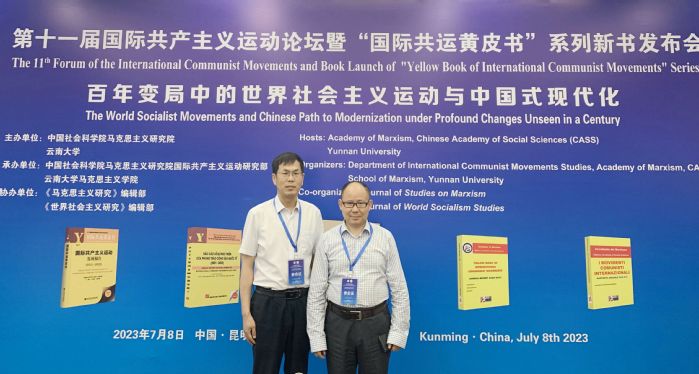 第十一届国际共产主义运动论坛暨“国际共运黄皮书”系列新书发布会
The 11th Forum of the International Communist Movements and Book Launch of "Yellow Book of International Communist Movements" Series
百年变局中的世界社会主义运动与中国式现代化
The World Socialist Movements and Chinese Path to Modernization under Profound Changes Unseen in a Century
主办单位：中国社会科学院马克思主义研究院
云南大学
Hosts: Academy of Marxism, Chinese Academy of Social Sciences (CASS)
Yunnan University
承办单位：中国社会科学院马克思主义研究院国际共产主义运动研究部
云南大学马克思主义学院
Organizers: Department of International Communist Movements Studies, Academy of Marxism, CA
School of Marxism, Yunnan University
协办单位：《马克思主义研究》编辑部
《世界社会主义研究》编辑部
Co-organiz
Journal of Studies on Marxism
Journal of World Socialism Studies
国际共产主义运动
I MOVIMENTI
COMUNISTI
INTERNAZIONALI
2023年7月8日 中国·昆
Kunming·China, July 8th 2023